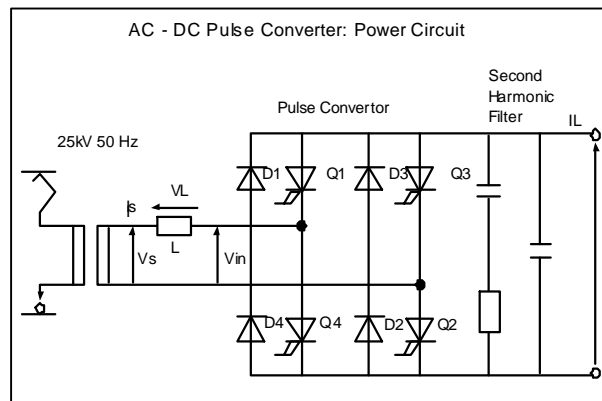 AC - DC Pulse Converter: Power Circuit
Second
Harmonic
Filter
IL
Pulse Convertor
25kV 50 Hz
D1
Q1
D3
Q3
VL
Is
L
Vs
Vin
D4
Q4
D2
Q2